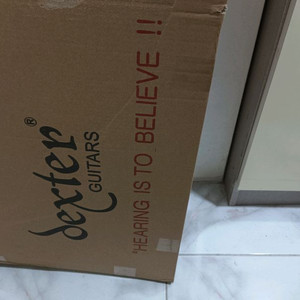 dexter®
GUITARS
"HEARING IS TO BELIEVE !!